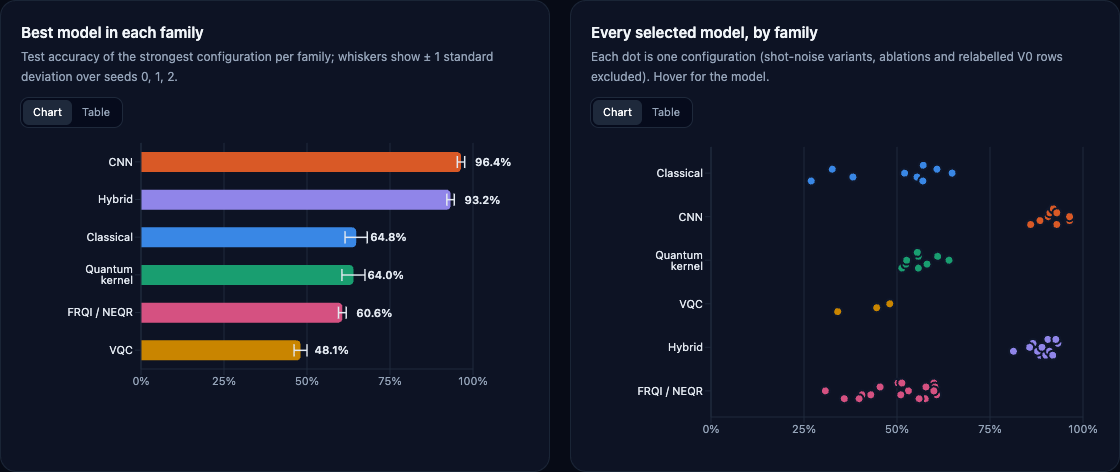 Best model in each family
Test accuracy of the strongest configuration per family; whiskers show ± 1 standard
deviation over seeds 0, 1, 2.
Chart
Table
CNN
96.4%
Hybrid
93.2%
Classical
64.8%
Quantum
kernel
64.0%
FRQI / NEQR
60.6%
VQC
48.1%
0%
25%
50%
75%
100%
Every selected model, by family
Each dot is one configuration (shot-noise variants, ablations and relabelled V0 rows
excluded). Hover for the model.
Chart
Table
Classical
CNN
Quantum
kernel
VQC
Hybrid
FRQI / NEQR
0%
25%
50%
75%
100%